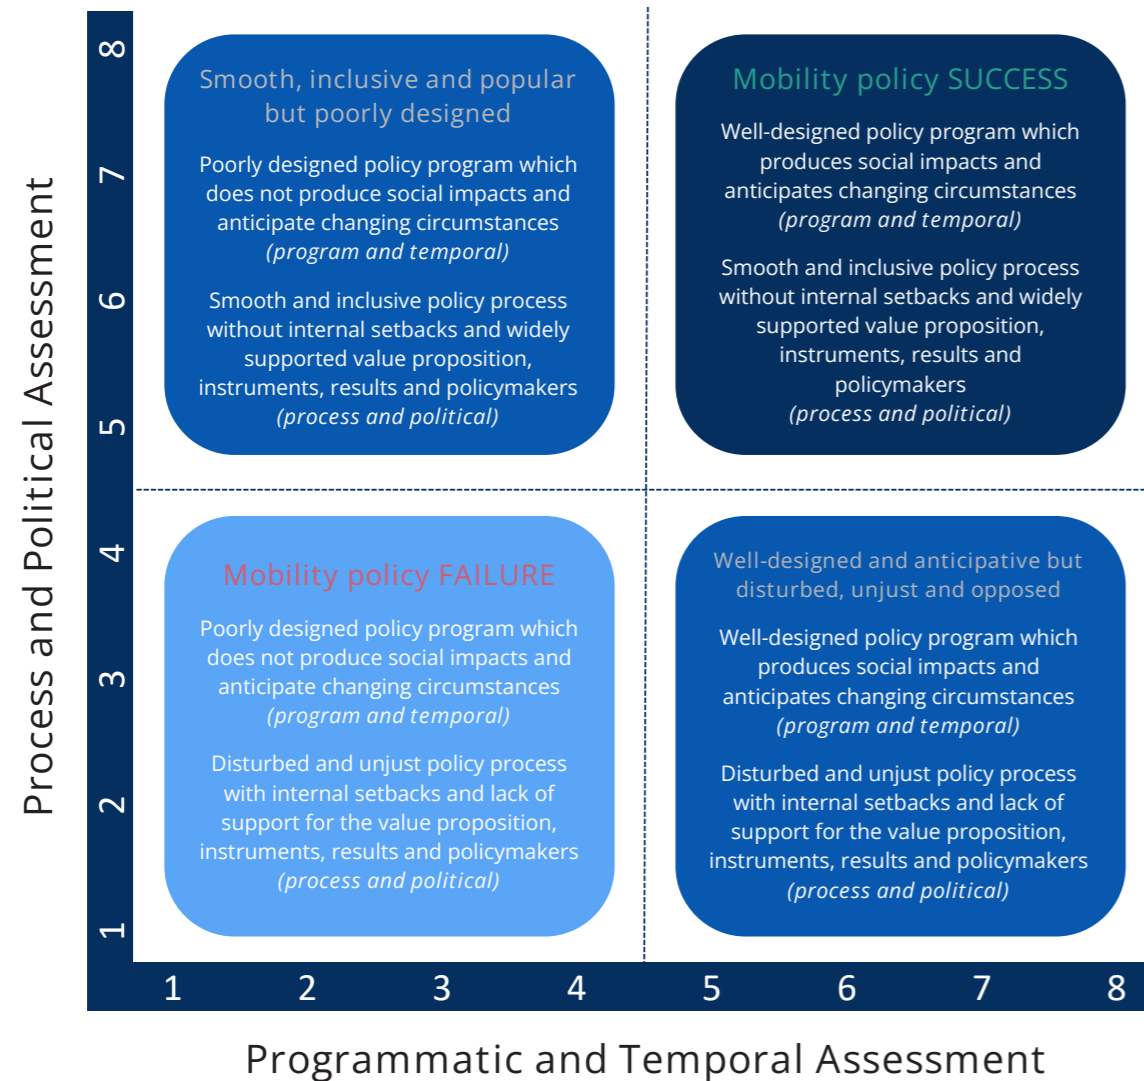 Process and Political Assessment
8
7
6
5
4
3
2
1
Smooth, inclusive and popular
but poorly designed
Poorly designed policy program which
does not produce social impacts and
anticipate changing circumstances
(program and temporal)
Smooth and inclusive policy process
without internal setbacks and widely
supported value proposition,
instruments, results and policymakers
(process and political)
Mobility policy SUCCESS
Well-designed policy program which
produces social impacts and
anticipates changing circumstances
(program and temporal)
Smooth and inclusive policy process
without internal setbacks and widely
supported value proposition,
instruments, results and
policymakers
(process and political)
Mobility policy FAILURE
Poorly designed policy program which
does not produce social impacts and
anticipate changing circumstances
(program and temporal)
Disturbed and unjust policy process
with internal setbacks and lack of
support for the value proposition,
instruments, results and policymakers
(process and political)
Well-designed and anticipative but
disturbed, unjust and opposed
Well-designed policy program which
produces social impacts and
anticipates changing circumstances
(program and temporal)
Disturbed and unjust policy process
with internal setbacks and lack of
support for the value proposition,
instruments, results and policymakers
(process and political)
1 2 3 4 5 6 7 8
Programmatic and Temporal Assessment